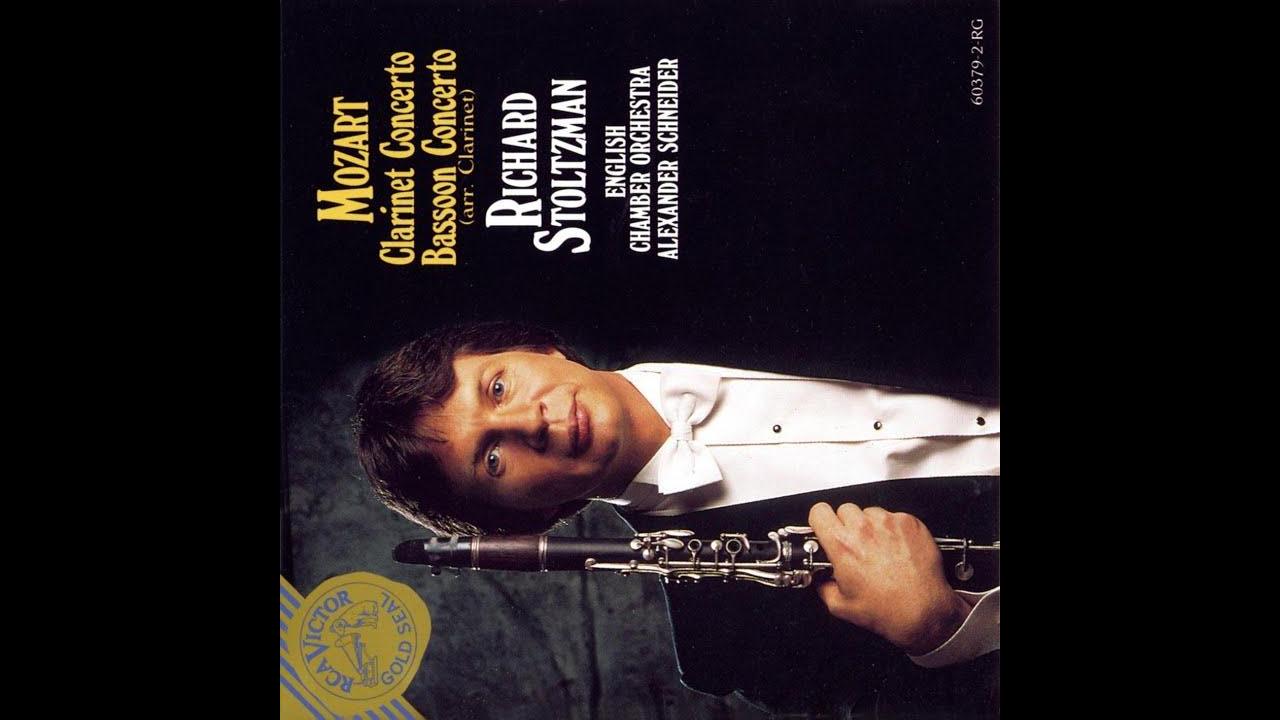 MOZART
Clarinet Concerto
Bassoon Concerto
(arr. Clarinet)
RICHARD
STOLTZMAN
ENGLISH
CHAMBER ORCHESTRA
ALEXANDER SCHNEIDER
60379-2-RG
RCA VICTOR
GOLD SEAL